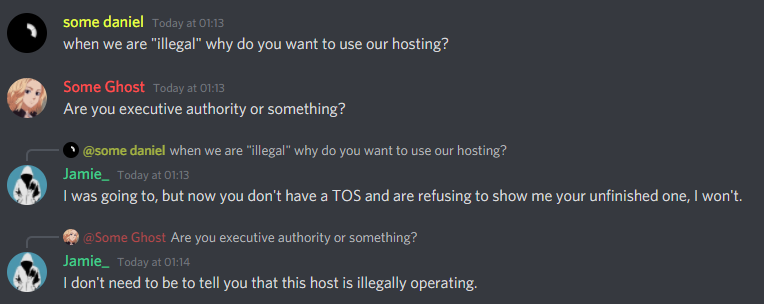 some daniel Today at 01:13
when we are "illegal" why do you want to use our hosting?
Some Ghost Today at 01:13
Are you executive authority or something?
@some daniel when we are "illegal" why do you want to use our hosting?
Jamie_ Today at 01:13
I was going to, but now you don't have a TOS and are refusing to show me your unfinished one, I won't.
@Some Ghost Are you executive authority or something?
Jamie_ Today at 01:14
I don't need to be to tell you that this host is illegally operating.